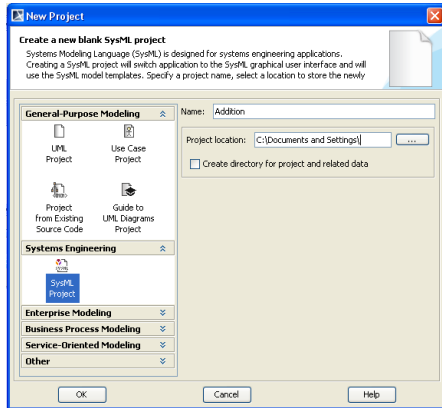 New Project
Create a new blank SysML project
Systems Modeling Language (SysML) is designed for systems engineering applications.
Creating a SysML project will switch application to the SysML graphical user interface and will
use the SysML model templates. Specify a project name, select a location to store the newly
General-Purpose Modeling
UML
Project
Use Case
Project
Project
from Existing
Source Code
Guide to
UML Diagrams
Project
Systems Engineering
SysML
Project
Enterprise Modeling
Business Process Modeling
Service-Oriented Modeling
Other
Name: Addition
Project location: C:\Documents and Settings\ ...
Create directory for project and related data
OK Cancel Help